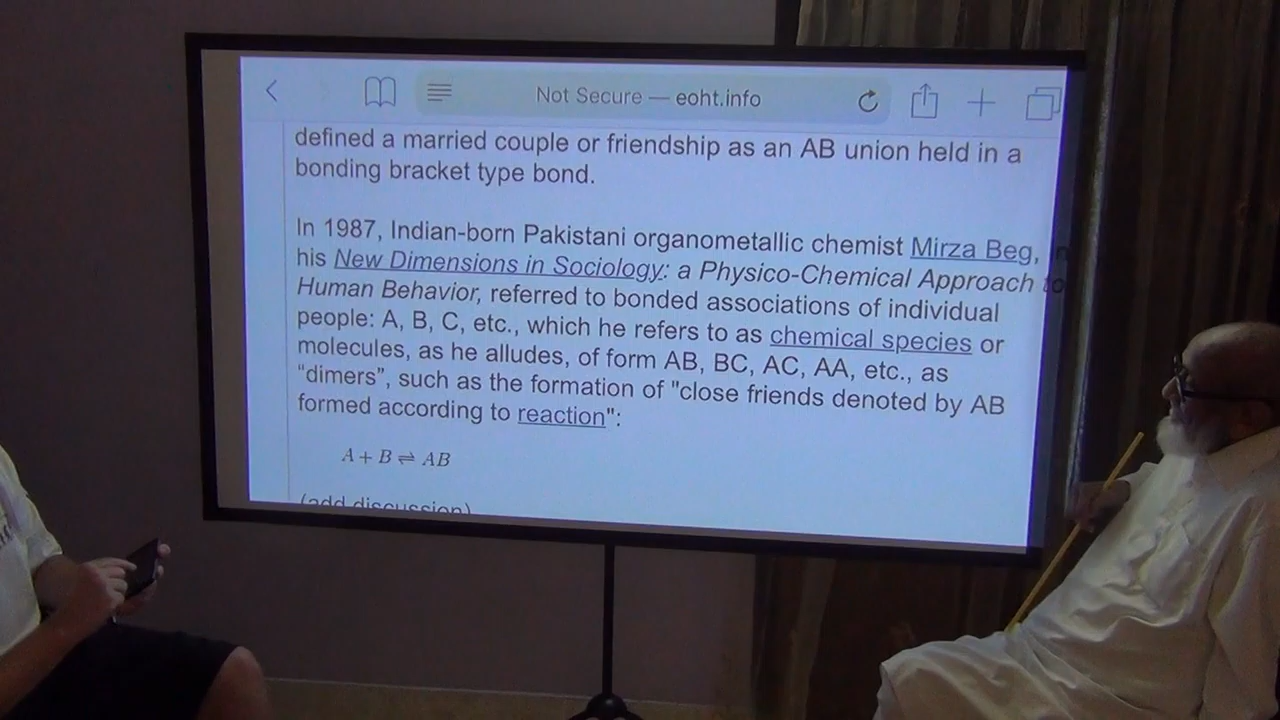 Not Secure — eoht.info
defined a married couple or friendship as an AB union held in a
bonding bracket type bond.
In 1987, Indian-born Pakistani organometallic chemist Mirza Beg, in
his New Dimensions in Sociology: a Physico-Chemical Approach to
Human Behavior, referred to bonded associations of individual
people: A, B, C, etc., which he refers to as chemical species or
molecules, as he alludes, of form AB, BC, AC, AA, etc., as
“dimers”, such as the formation of "close friends denoted by AB
formed according to reaction":
A + B ⇌ AB
(add discussion)